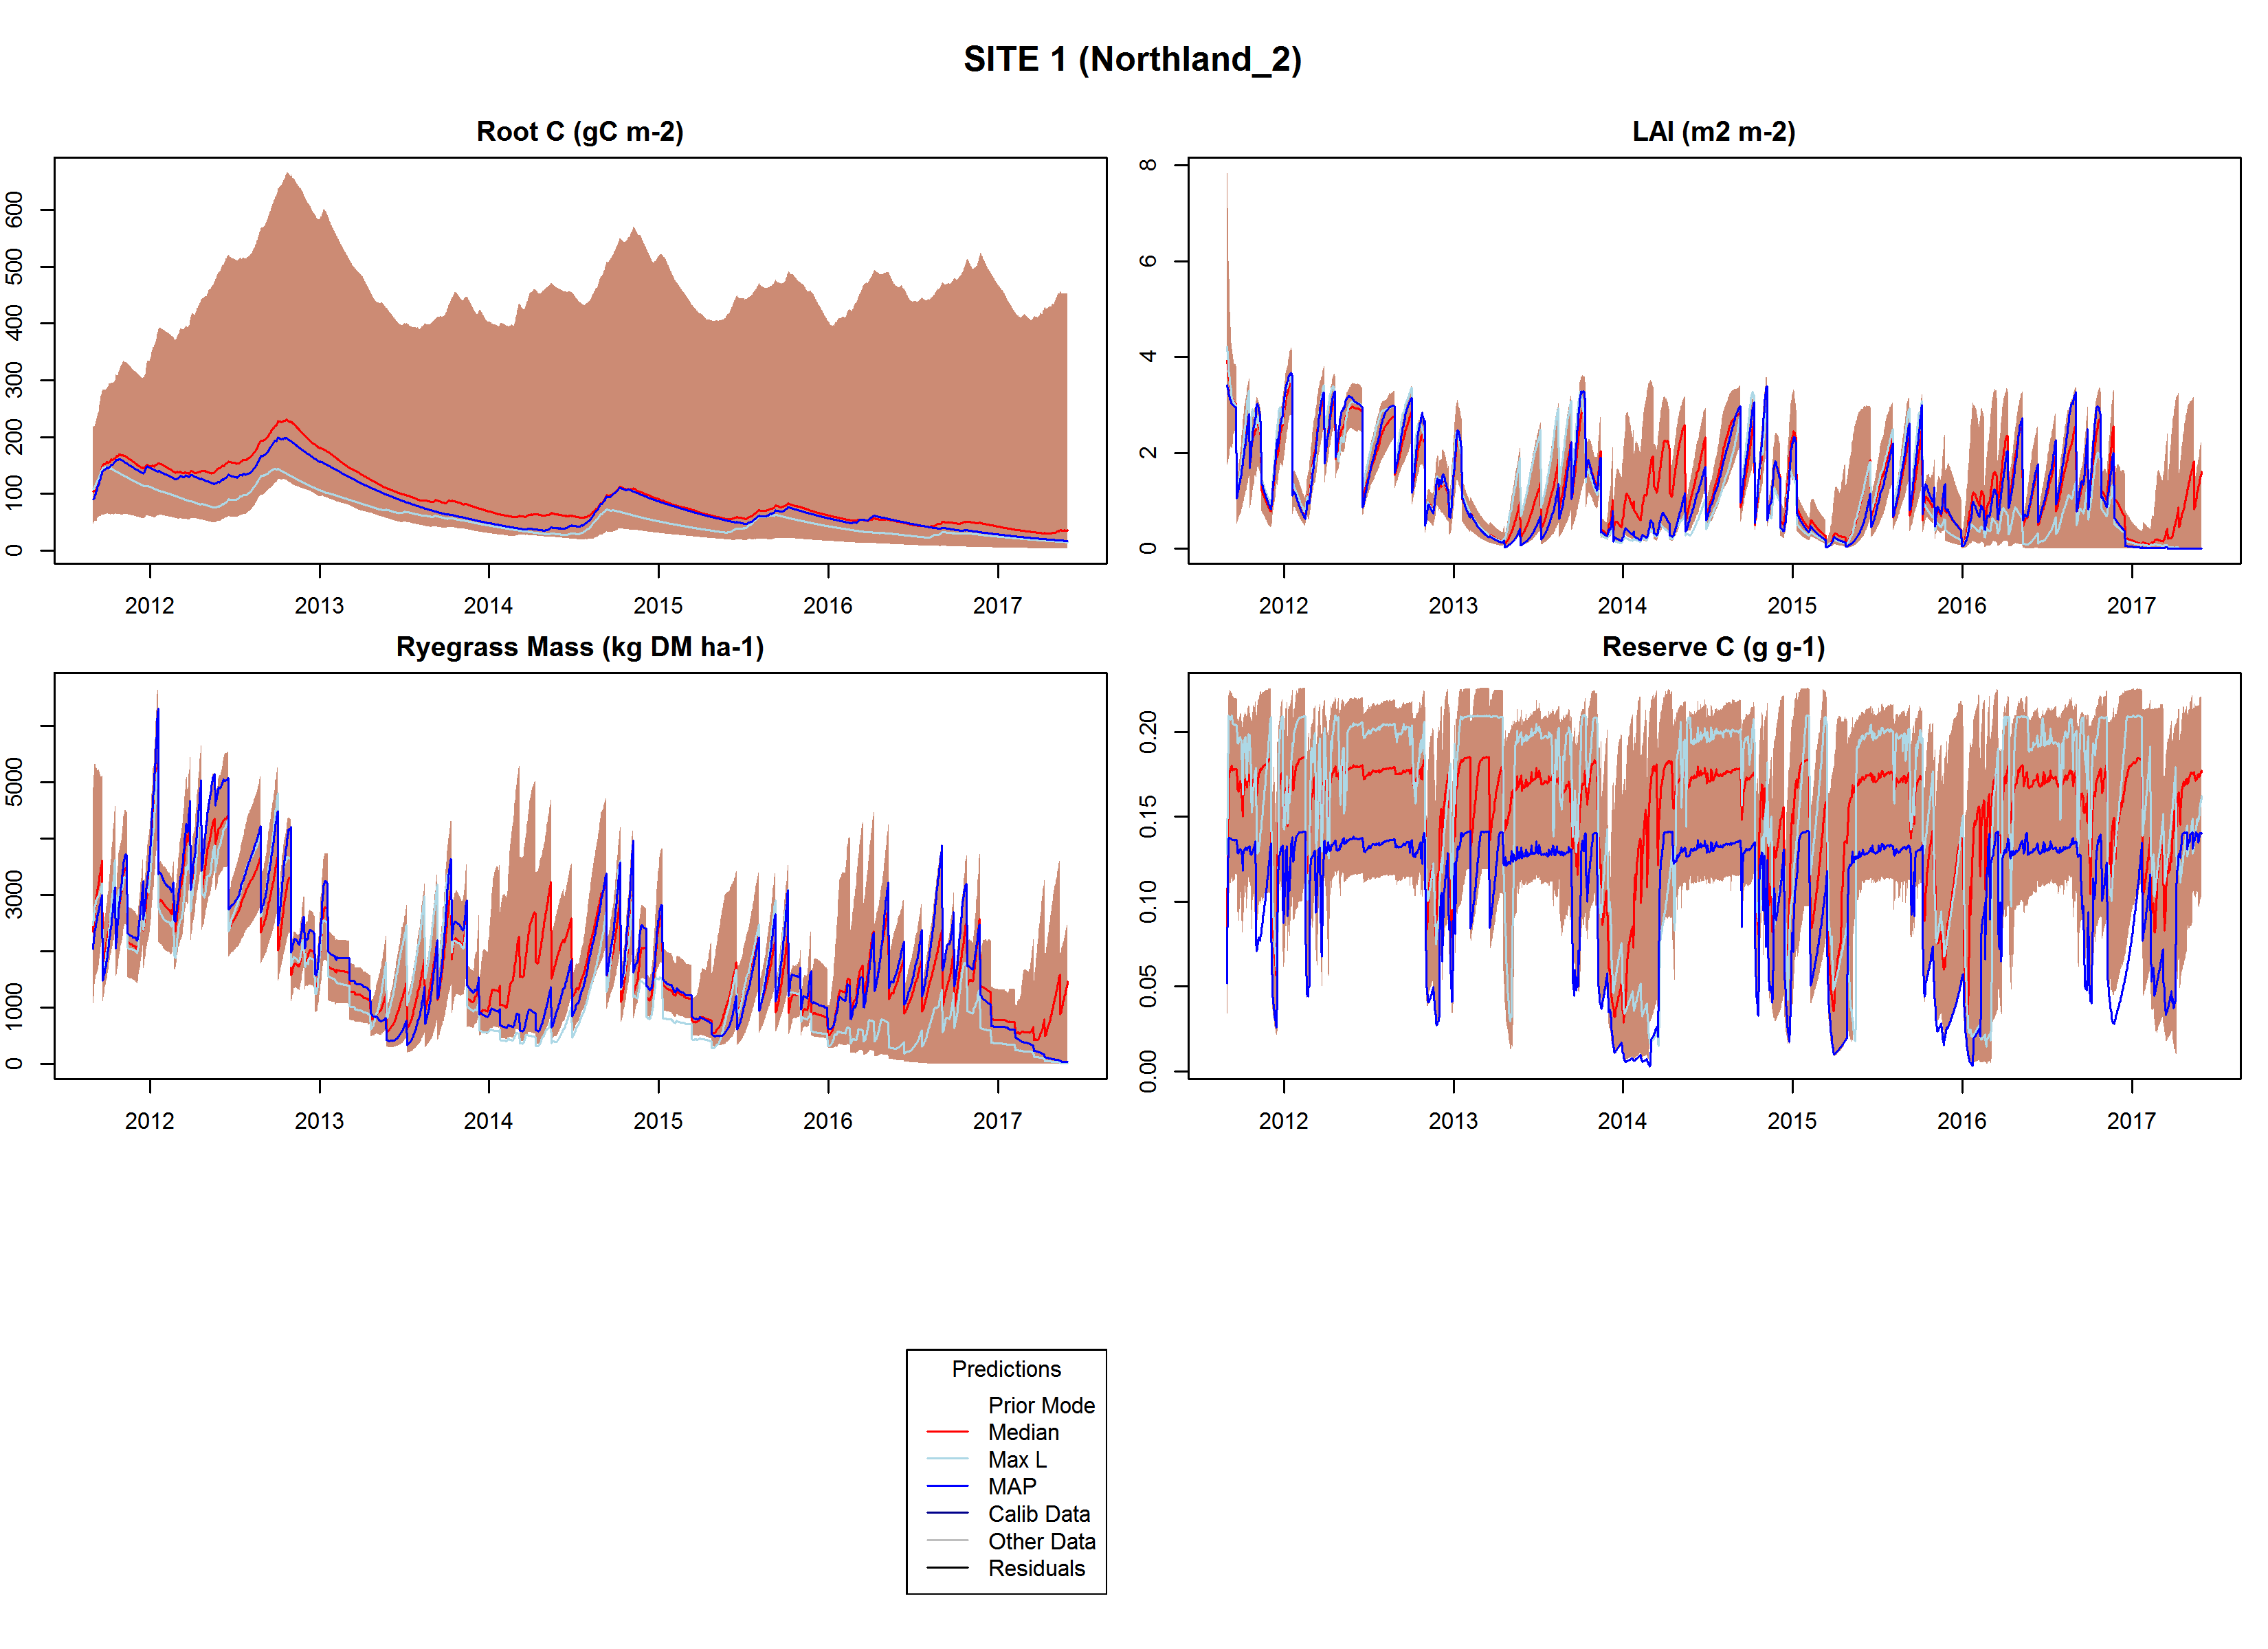 SITE 1 (Northland_2)
Root C (gC m-2)
LAI (m2 m-2)
0 100 200 300 400 500 600
0 2 4 6 8
2012 2013 2014 2015 2016 2017
2012 2013 2014 2015 2016 2017
Ryegrass Mass (kg DM ha-1)
Reserve C (g g-1)
0 1000 3000 5000
0.00 0.05 0.10 0.15 0.20
2012 2013 2014 2015 2016 2017
2012 2013 2014 2015 2016 2017
Predictions
Prior Mode
Median
Max L
MAP
Calib Data
Other Data
Residuals